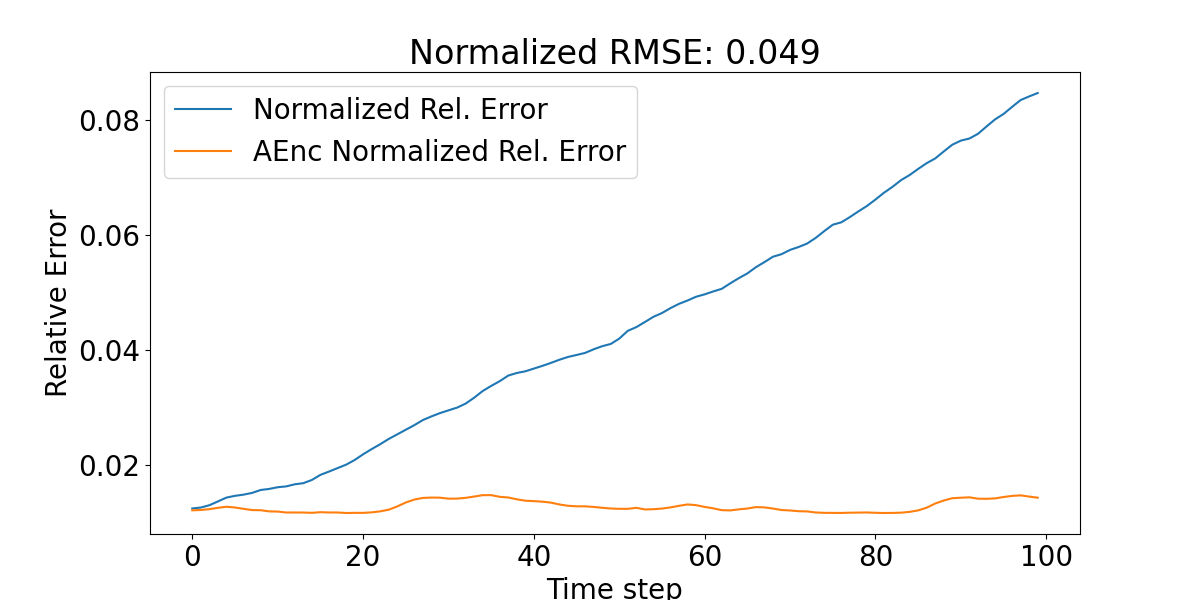 Normalized RMSE: 0.049
Normalized Rel. Error
AEnc Normalized Rel. Error
Relative Error
0.08
0.06
0.04
0.02
0 20 40 60 80 100
Time step